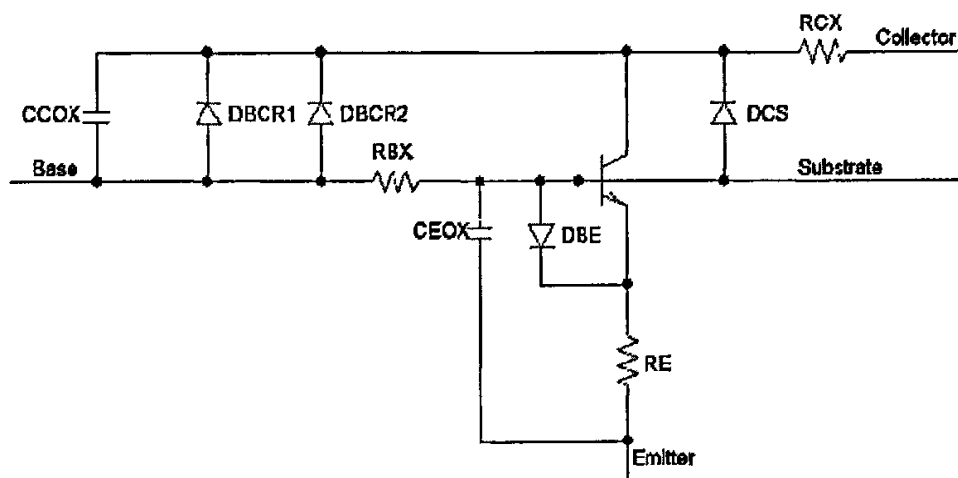 RCX
Collector
CCOX
DBCR1
DBCR2
DCS
RBX
Base
Substrate
CEOX
DBE
RE
Emitter